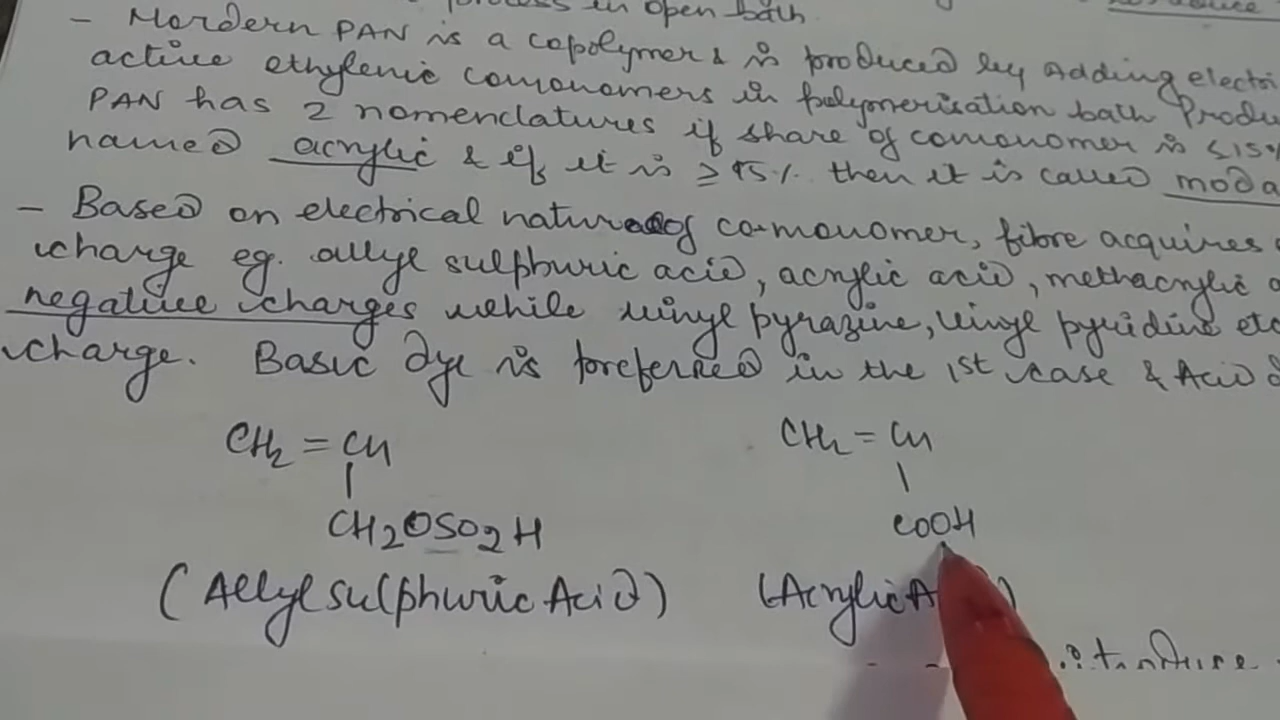 process in open bath
- Mordern PAN is a copolymer & is produced by adding electri
active ethylenic comonomers in polymerisation bath Produ
PAN has 2 nomenclatures if share of comonomer is ≤15%
named acrylic & if it is ≥ 15% then it is called moda
- Based on electrical nature of co-monomer, fibre acquires
charge eg. allyl sulphuric acid, acrylic acid, methacrylic a
negative charges while vinyl pyrazine, vinyl pyridine etc
charge. Basic dye is preferred in the 1st case & Acid d
CH2 = CH CH2 = CH
CH2OSO2H COOH
(Allyl sulphuric Acid) (Acrylic A )